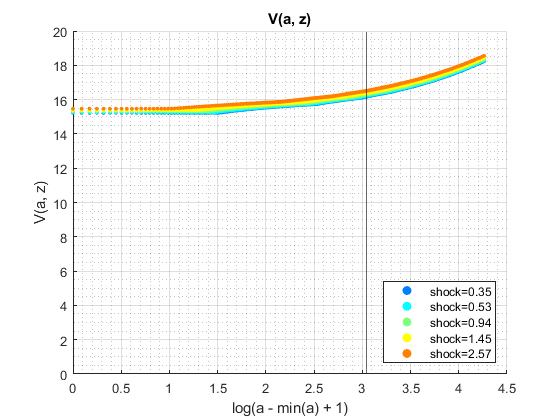 V(a, z)
20
18
16
14
12
10
8
6
4
2
0
V(a, z)
shock=0.35
shock=0.53
shock=0.94
shock=1.45
shock=2.57
0 0.5 1 1.5 2 2.5 3 3.5 4 4.5
log(a - min(a) + 1)